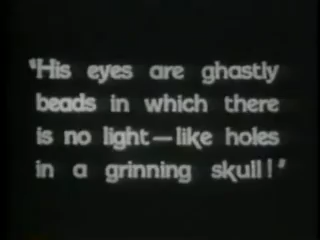 "His eyes are ghastly
beads in which there
is no light—like holes
in a grinning skull!"